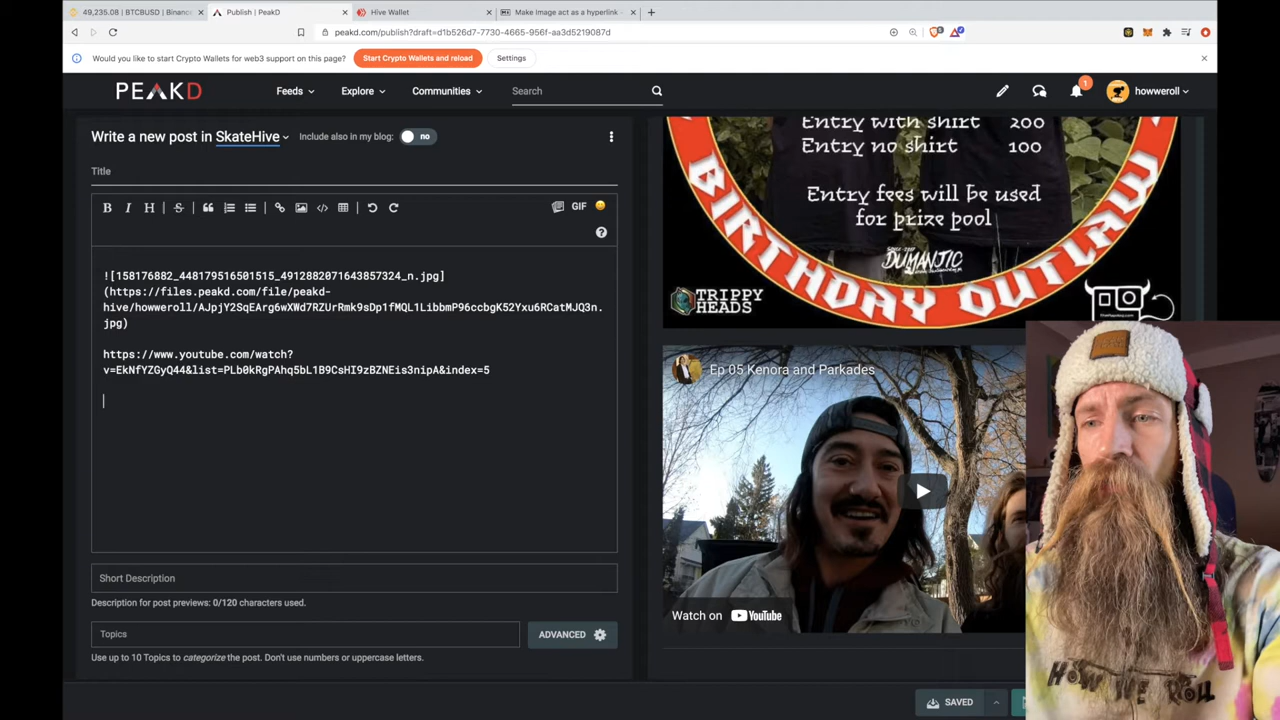 49,235.08 | BTCBUSD | Binanc
Publish | PeakD
Hive Wallet
Make Image act as a hyperlink -
peakd.com/publish?draft=d1b526d7-7730-4665-956f-aa3d5219087d
Would you like to start Crypto Wallets for web3 support on this page?
Start Crypto Wallets and reload
Settings
PEAKD
Feeds
Explore
Communities
Search
1
howweroll
Write a new post in SkateHive
Include also in my blog:
no
Title
B I H S
GIF
![158176882_448179516501515_4912882071643857324_n.jpg]
(https://files.peakd.com/file/peakd-
hive/howweroll/AJpjY2SqEArg6wXWd7RZUrRmk9sDp1fMQL1LibbmP96ccbgK52Yxu6RCatMJQ3n.
jpg)
https://www.youtube.com/watch?
v=EkNfYZGyQ44&list=PLb0kRgPAhq5bL1B9CsHI9zBZNEis3nipA&index=5
Short Description
Description for post previews: 0/120 characters used.
Topics
ADVANCED
Use up to 10 Topics to categorize the post. Don't use numbers or uppercase letters.
SAVED
Entry with shirt 200
Entry no shirt 100
Entry fees will be used
for prize pool
DUMANJIC
BIRTHDAY OUTLAW
TRIPPY
HEADS
Ep 05 Kenora and Parkades
Watch on YouTube
HOW WE ROLL